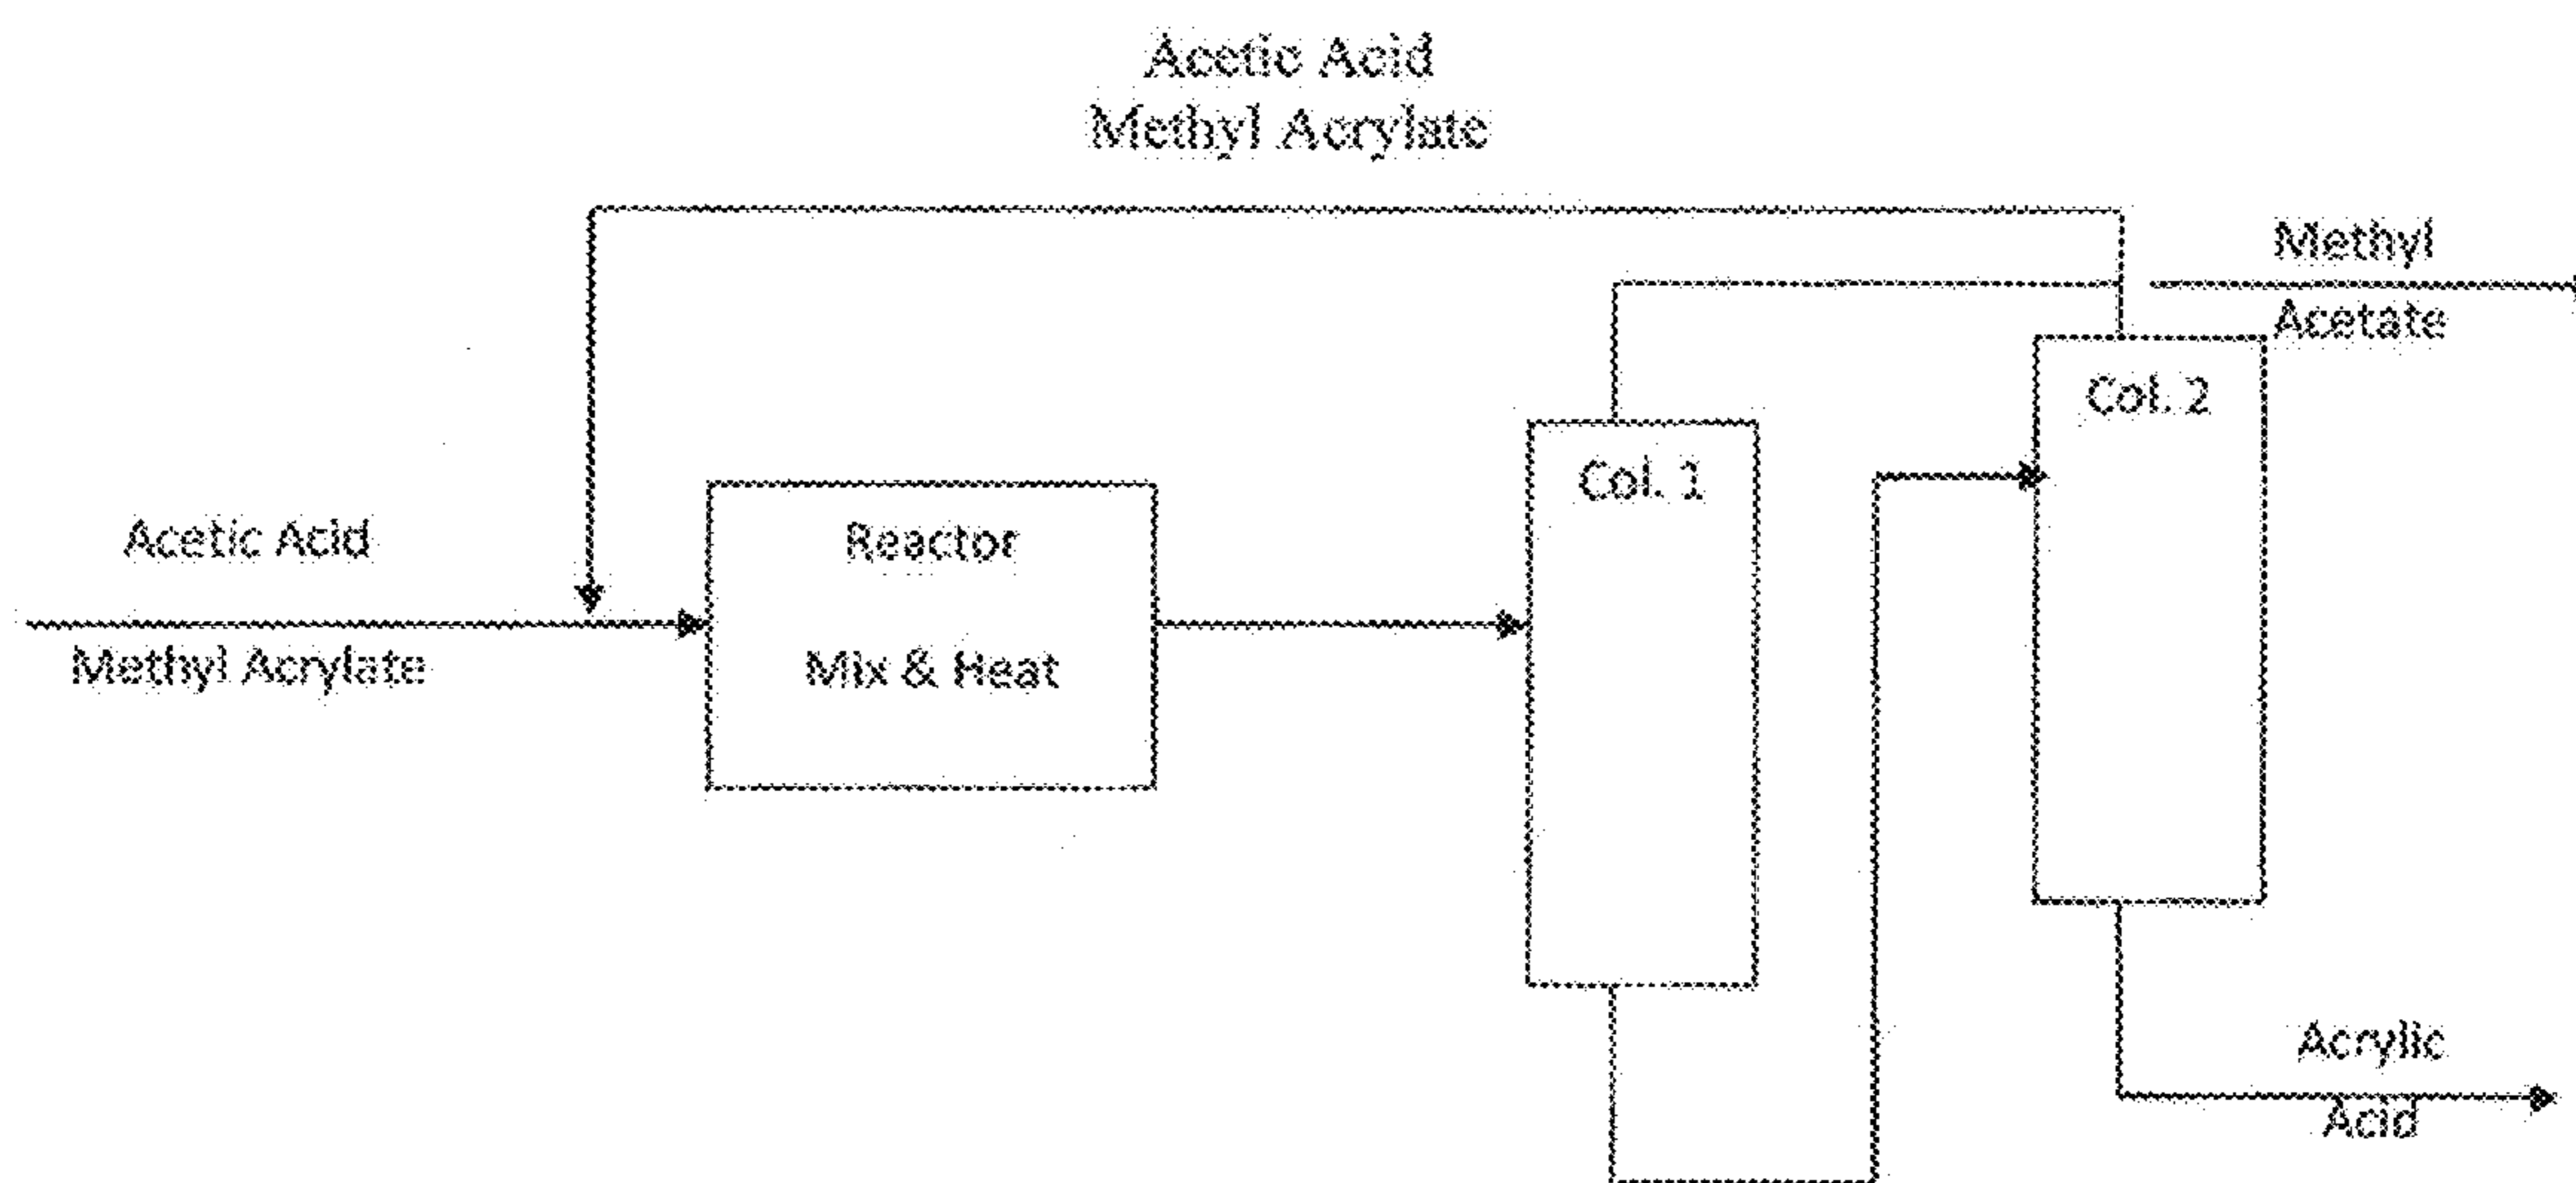 Acetic Acid
Methyl Acrylate
Methyl
Acetate
Col. 2
Col. 1
Acetic Acid
Methyl Acrylate
Reactor
Mix & Heat
Acrylic
Acid